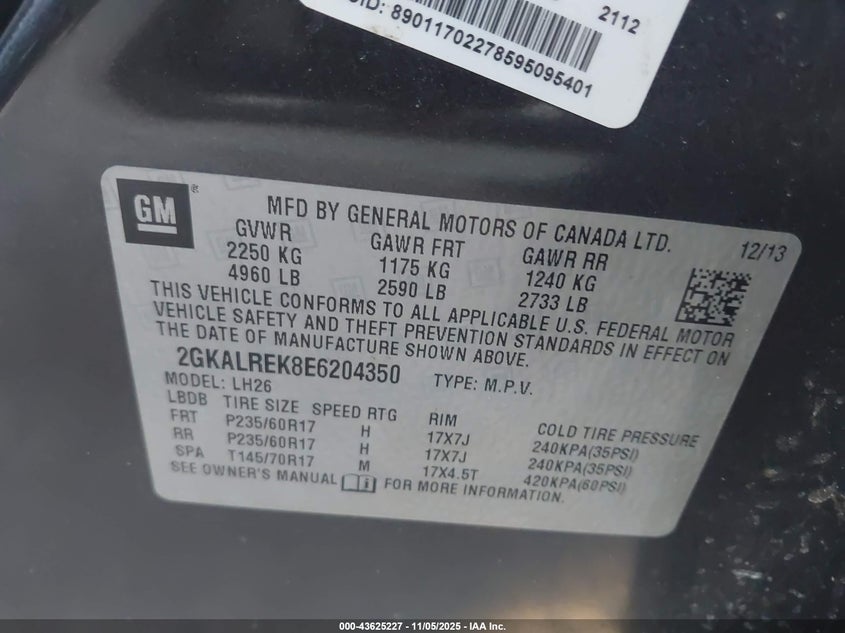 2112
SID: 89011702278595095401
GM®
MFD BY GENERAL MOTORS OF CANADA LTD.
GVWR GAWR FRT GAWR RR 12/13
2250 KG 1175 KG 1240 KG
4960 LB 2590 LB 2733 LB
THIS VEHICLE CONFORMS TO ALL APPLICABLE U.S. FEDERAL MOTOR
VEHICLE SAFETY AND THEFT PREVENTION STANDARDS IN EFFECT ON
THE DATE OF MANUFACTURE SHOWN ABOVE.
2GKALREK8E6204350 TYPE: M.P.V.
MODEL: LH26
LBDB TIRE SIZE SPEED RTG RIM COLD TIRE PRESSURE
FRT P235/60R17 H 17X7J 240KPA(35PSI)
RR P235/60R17 H 17X7J 240KPA(35PSI)
SPA T145/70R17 M 17X4.5T 420KPA(60PSI)
SEE OWNER'S MANUAL FOR MORE INFORMATION.
000-43625227 - 11/05/2025 - IAA Inc.